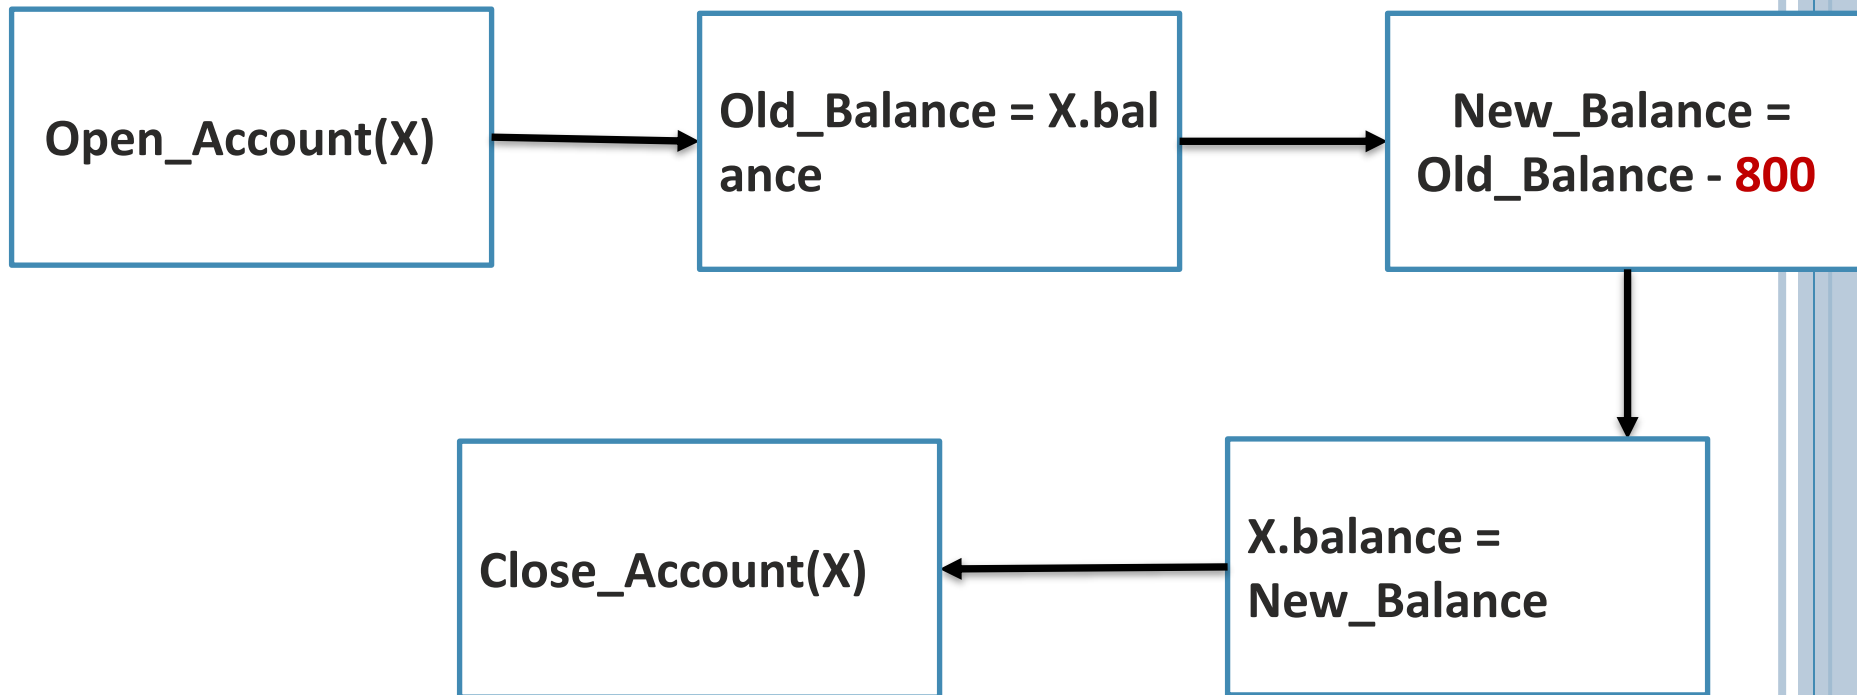 Open_Account(X)
Old_Balance = X.bal
ance
New_Balance =
Old_Balance - 800
X.balance =
New_Balance
Close_Account(X)